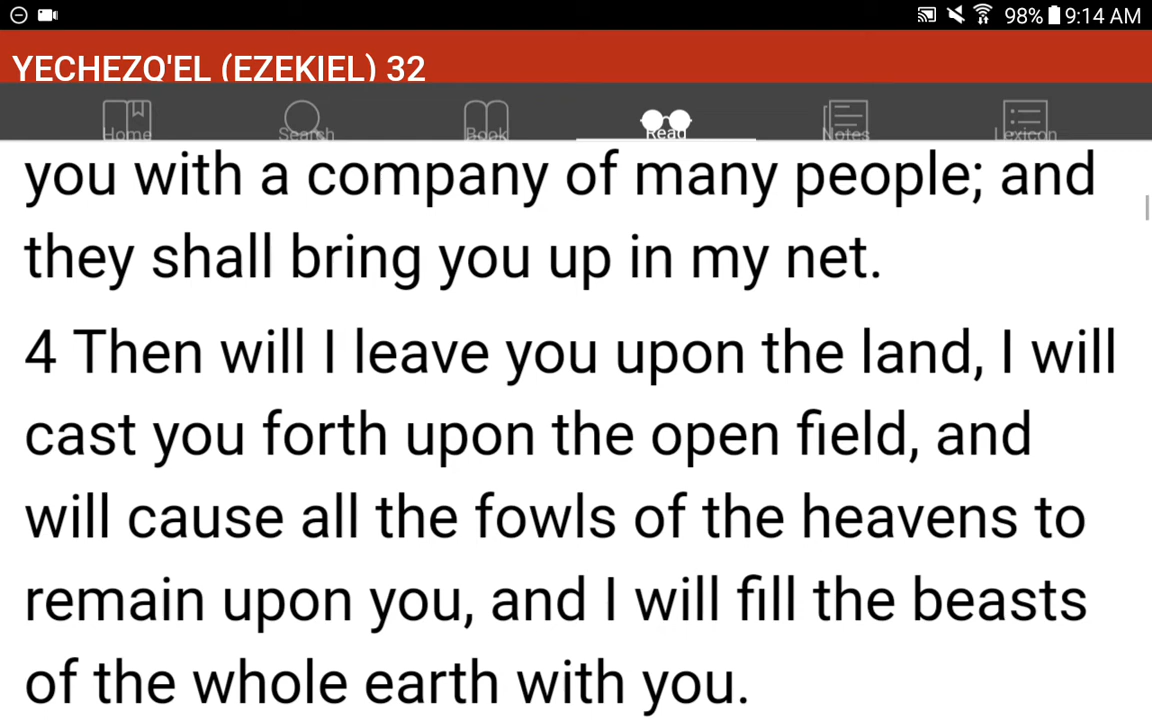 98% 9:14 AM
YECHEZQ'EL (EZEKIEL) 32
Home Search Book Read Notes Lexicon
you with a company of many people; and
they shall bring you up in my net.
4 Then will I leave you upon the land, I will
cast you forth upon the open field, and
will cause all the fowls of the heavens to
remain upon you, and I will fill the beasts
of the whole earth with you.